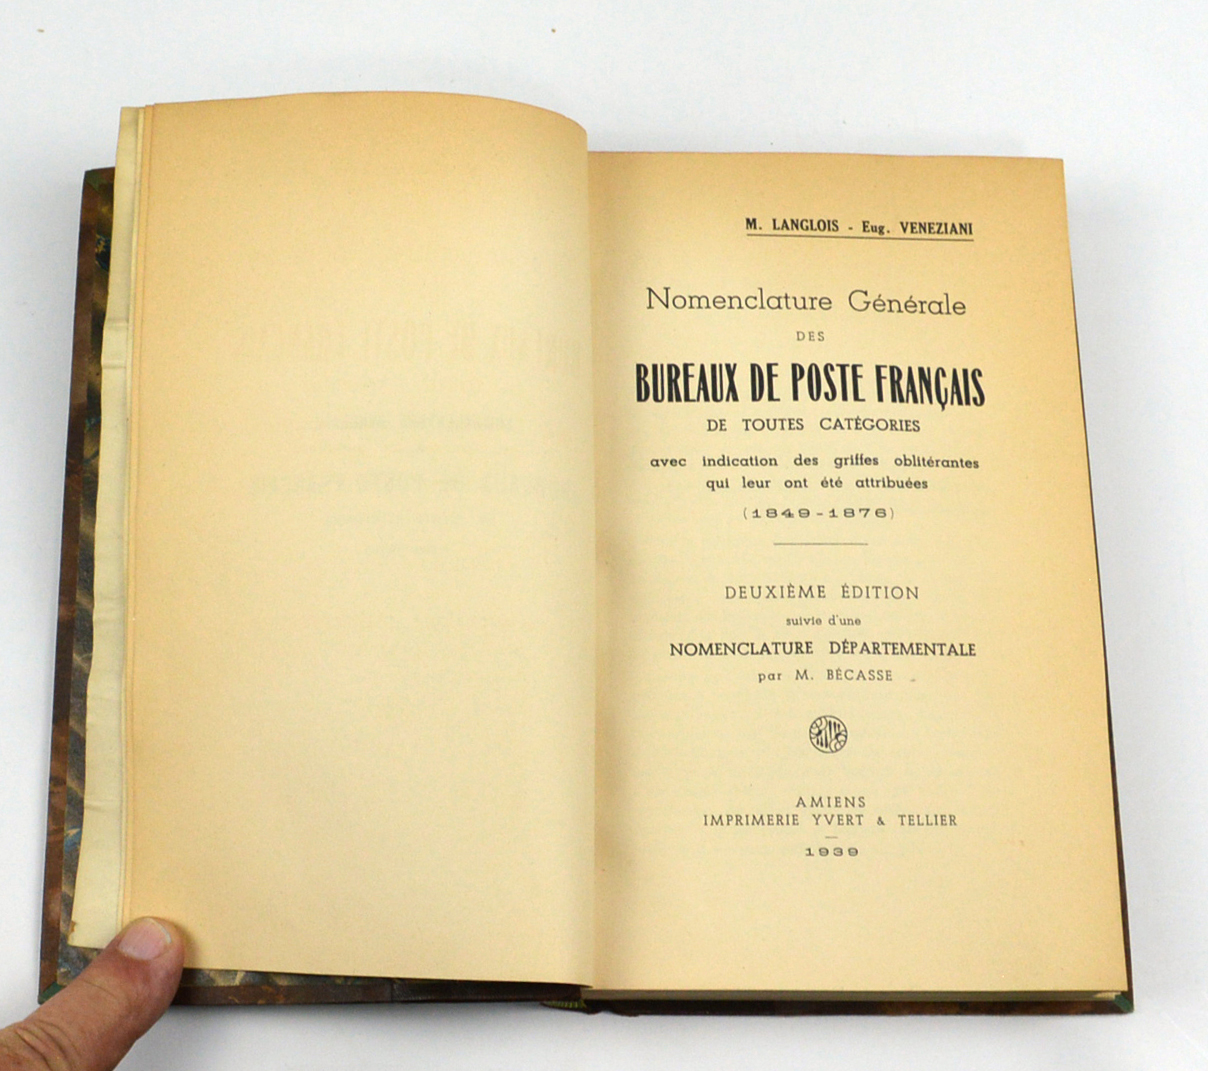 M. LANGLOIS - Eug. VENEZIANI
Nomenclature Générale
DES
BUREAUX DE POSTE FRANÇAIS
DE TOUTES CATÉGORIES
avec indication des griffes oblitérantes
qui leur ont été attribuées
(1849-1876)
DEUXIÈME ÉDITION
suivie d'une
NOMENCLATURE DÉPARTEMENTALE
par M. BÉCASSE
AMIENS
IMPRIMERIE YVERT & TELLIER
1939